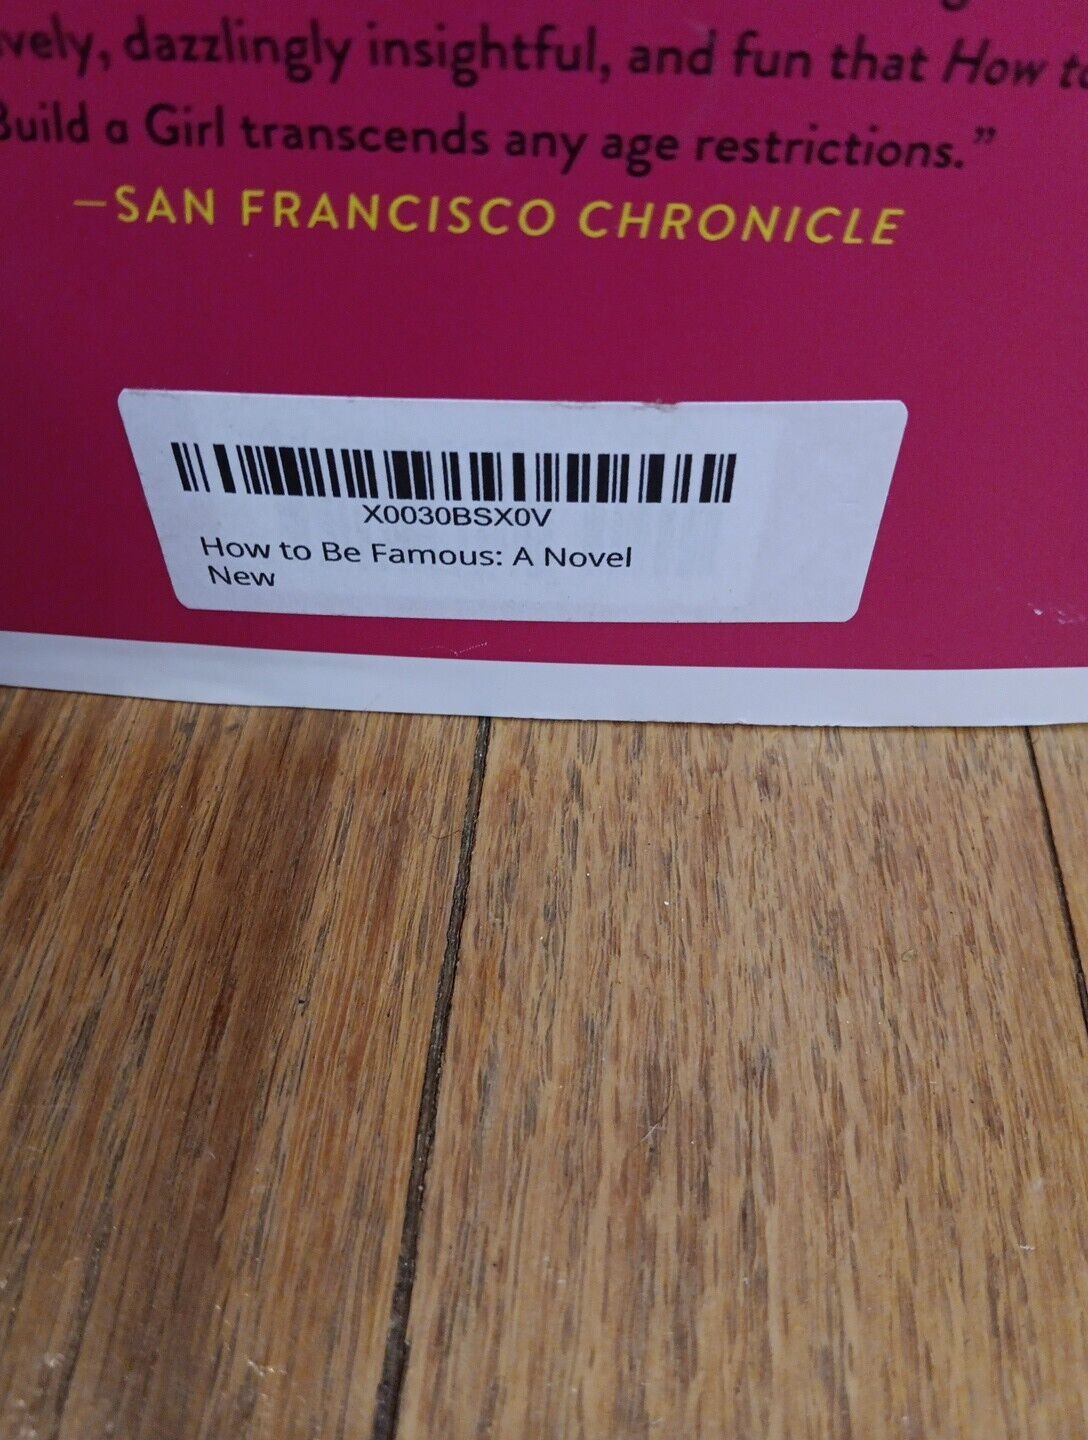 dazzlingly insightful, and fun that How to
Build a Girl transcends any age restrictions.”
–SAN FRANCISCO CHRONICLE
X0030BSX0V
How to Be Famous: A Novel
New